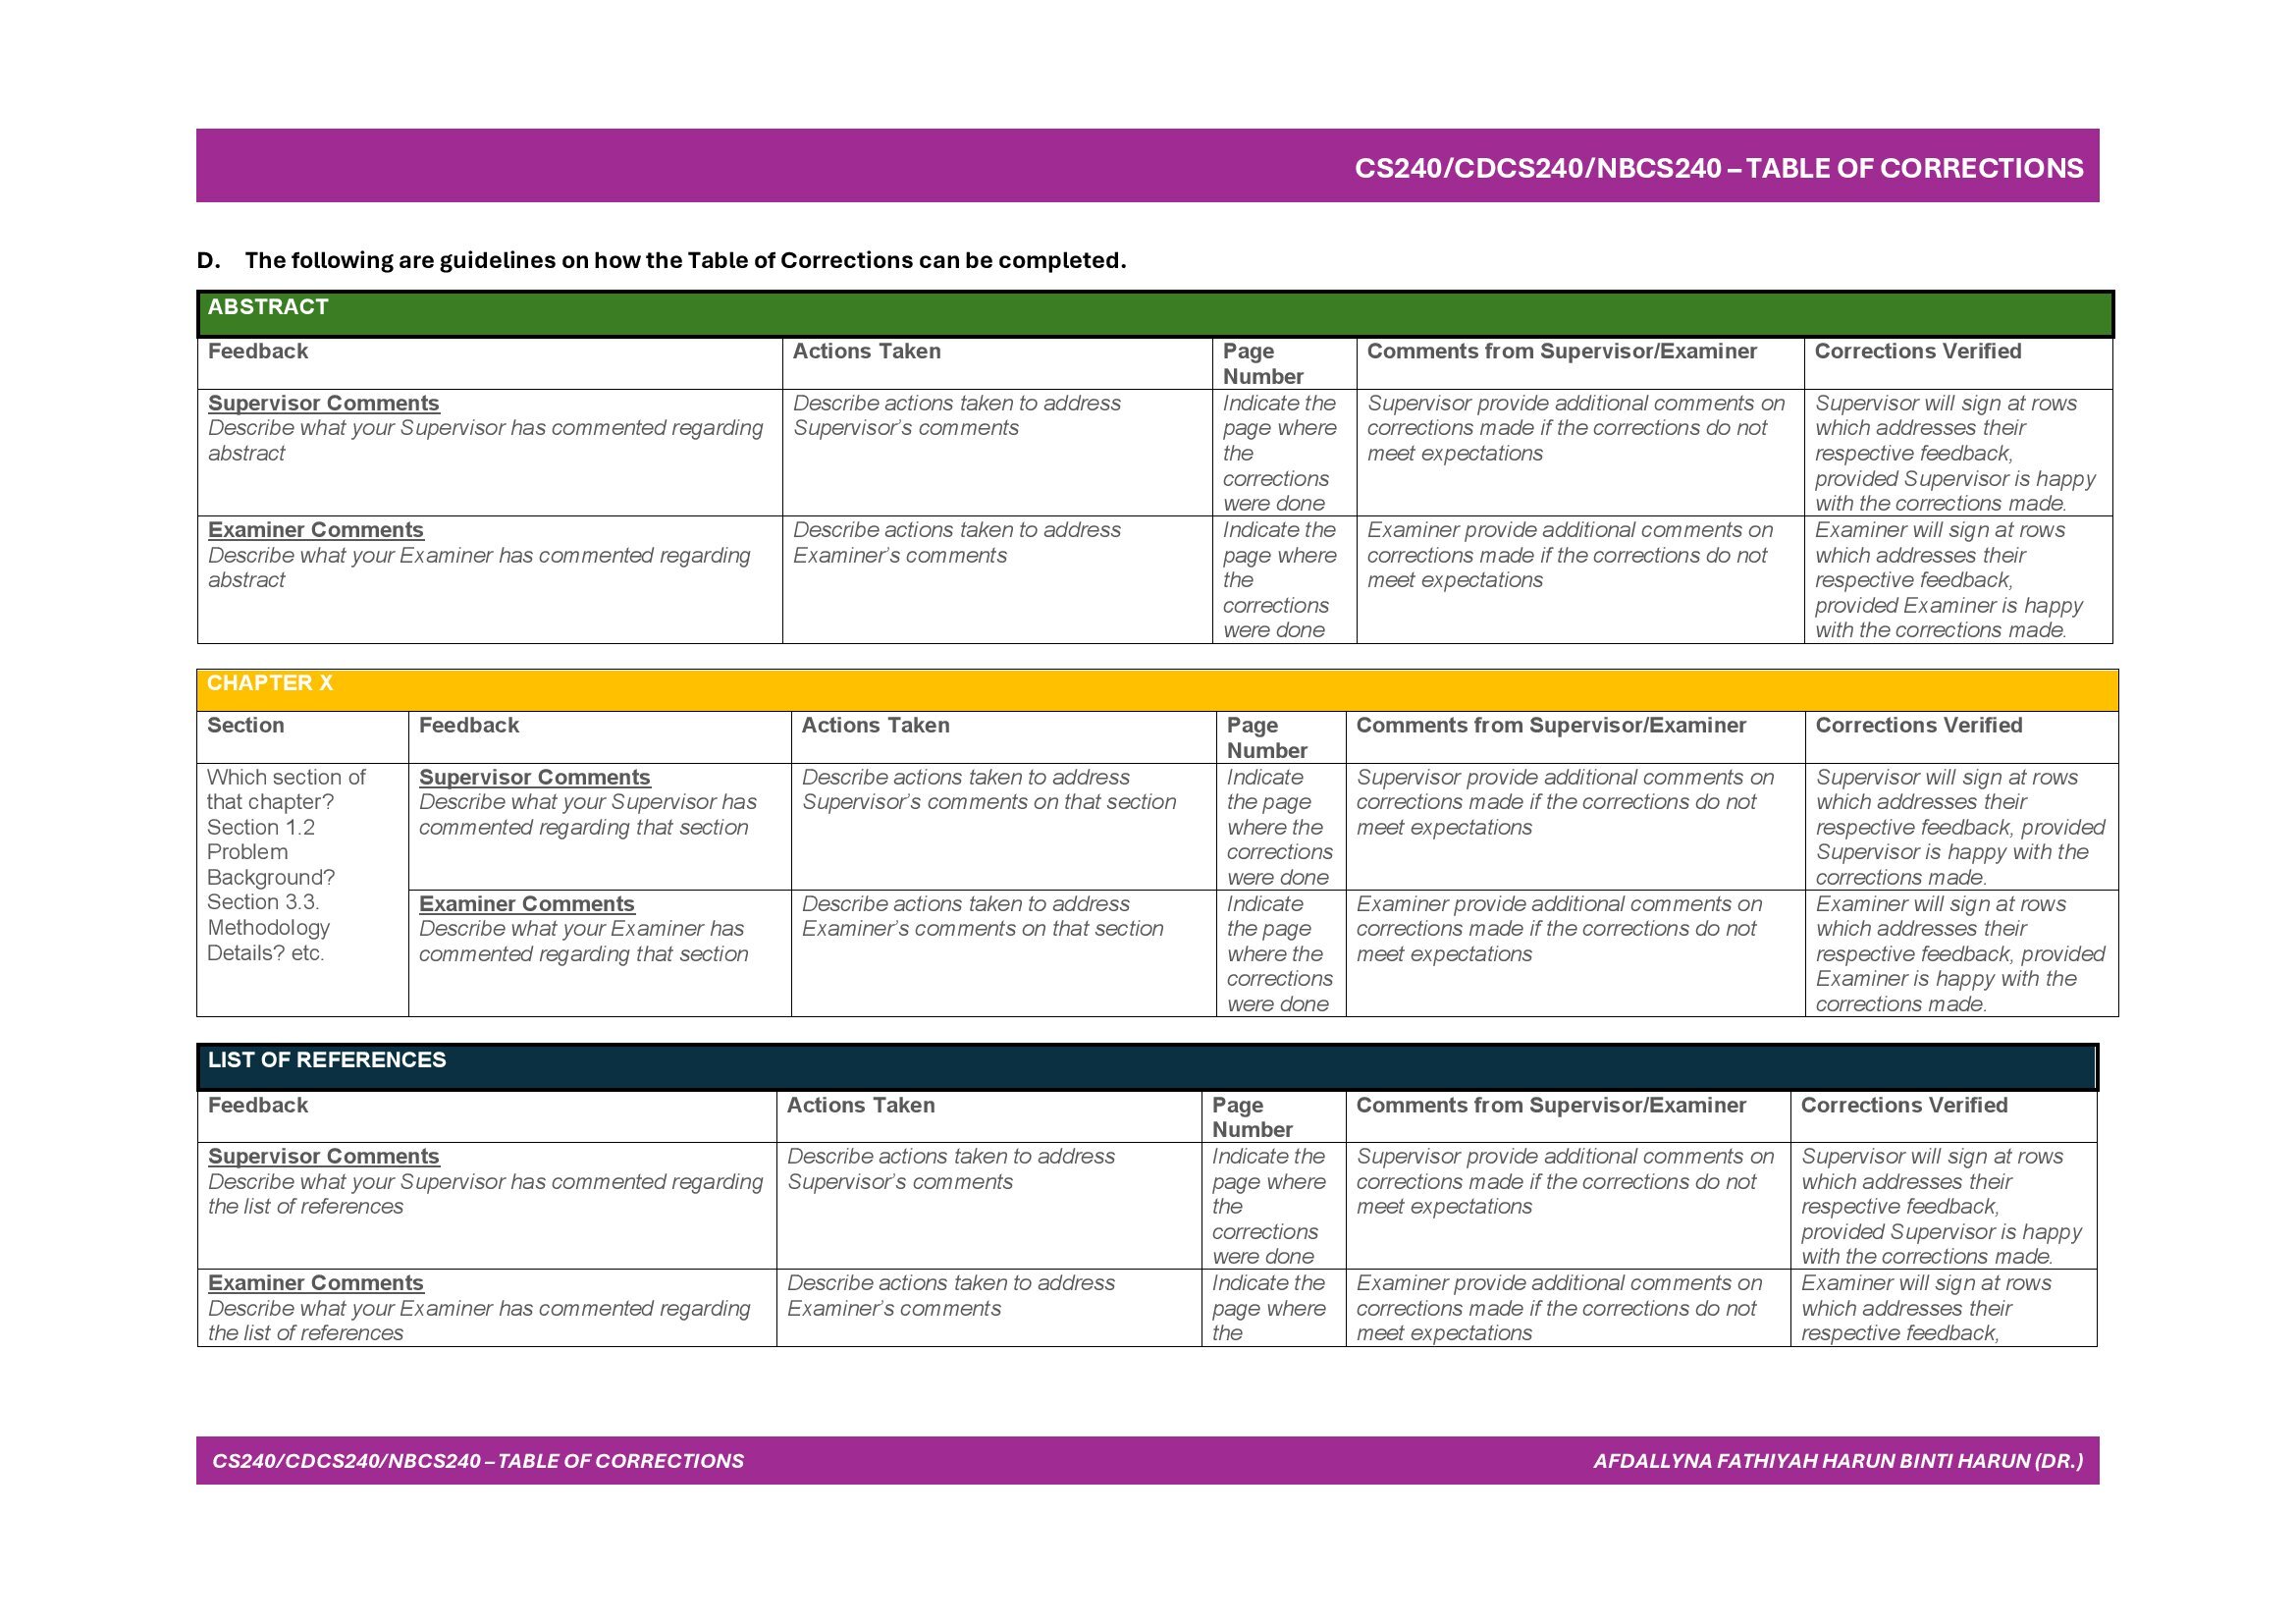 CS240/CDCS240/NBCS240 – TABLE OF CORRECTIONS
D. The following are guidelines on how the Table of Corrections can be completed.
ABSTRACT
Feedback
Actions Taken
Page
Number
Comments from Supervisor/Examiner
Corrections Verified
Supervisor Comments
Describe what your Supervisor has commented regarding
abstract
Describe actions taken to address
Supervisor's comments
Indicate the
page where
the
corrections
were done
Supervisor provide additional comments on
corrections made if the corrections do not
meet expectations
Supervisor will sign at rows
which addresses their
respective feedback,
provided Supervisor is happy
with the corrections made.
Examiner Comments
Describe what your Examiner has commented regarding
abstract
Describe actions taken to address
Examiner's comments
Indicate the
page where
the
corrections
were done
Examiner provide additional comments on
corrections made if the corrections do not
meet expectations
Examiner will sign at rows
which addresses their
respective feedback,
provided Examiner is happy
with the corrections made.
CHAPTER X
Section
Feedback
Actions Taken
Page
Number
Comments from Supervisor/Examiner
Corrections Verified
Which section of
that chapter?
Section 1.2
Problem
Background?
Section 3.3.
Methodology
Details? etc.
Supervisor Comments
Describe what your Supervisor has
commented regarding that section
Describe actions taken to address
Supervisor's comments on that section
Indicate
the page
where the
corrections
were done
Supervisor provide additional comments on
corrections made if the corrections do not
meet expectations
Supervisor will sign at rows
which addresses their
respective feedback, provided
Supervisor is happy with the
corrections made.
Examiner Comments
Describe what your Examiner has
commented regarding that section
Describe actions taken to address
Examiner's comments on that section
Indicate
the page
where the
corrections
were done
Examiner provide additional comments on
corrections made if the corrections do not
meet expectations
Examiner will sign at rows
which addresses their
respective feedback, provided
Examiner is happy with the
corrections made.
LIST OF REFERENCES
Feedback
Actions Taken
Page
Number
Comments from Supervisor/Examiner
Corrections Verified
Supervisor Comments
Describe what your Supervisor has commented regarding
the list of references
Describe actions taken to address
Supervisor's comments
Indicate the
page where
the
corrections
were done
Supervisor provide additional comments on
corrections made if the corrections do not
meet expectations
Supervisor will sign at rows
which addresses their
respective feedback,
provided Supervisor is happy
with the corrections made.
Examiner Comments
Describe what your Examiner has commented regarding
the list of references
Describe actions taken to address
Examiner's comments
Indicate the
page where
the
Examiner provide additional comments on
corrections made if the corrections do not
meet expectations
Examiner will sign at rows
which addresses their
respective feedback,
CS240/CDCS240/NBCS240 – TABLE OF CORRECTIONS
AFDALLYNA FATHIYAH HARUN BINTI HARUN (DR.)